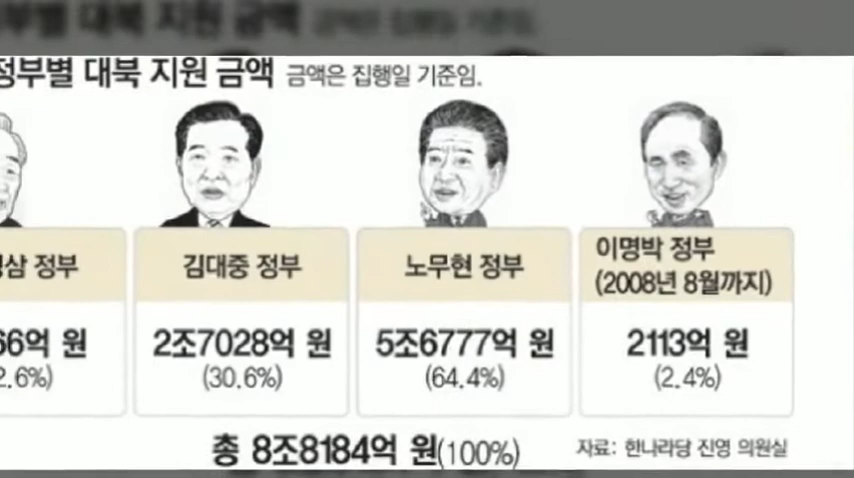 정부별 대북 지원 금액 금액은 집행일 기준임.
김대중 정부
2조7028억 원
(30.6%)
노무현 정부
5조6777억 원
(64.4%)
이명박 정부
(2008년 8월까지)
2113억 원
(2.4%)
총 8조8184억 원(100%)
자료: 한나라당 진영 의원실